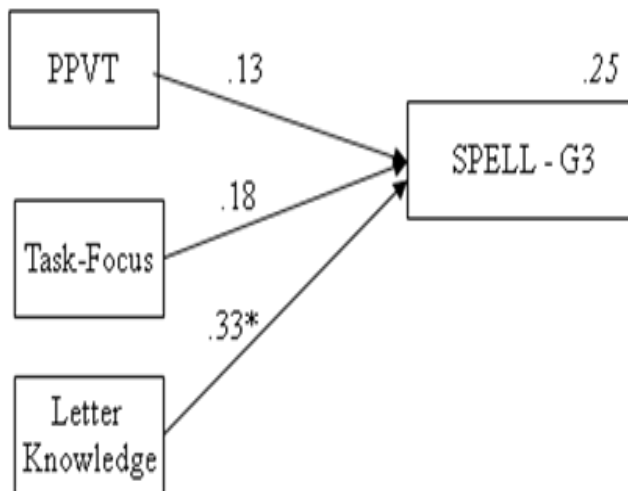 PPVT
.13
.25
SPELL - G3
.18
Task-Focus
.33*
Letter
Knowledge